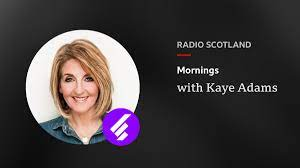 RADIO SCOTLAND
Mornings
with Kaye Adams